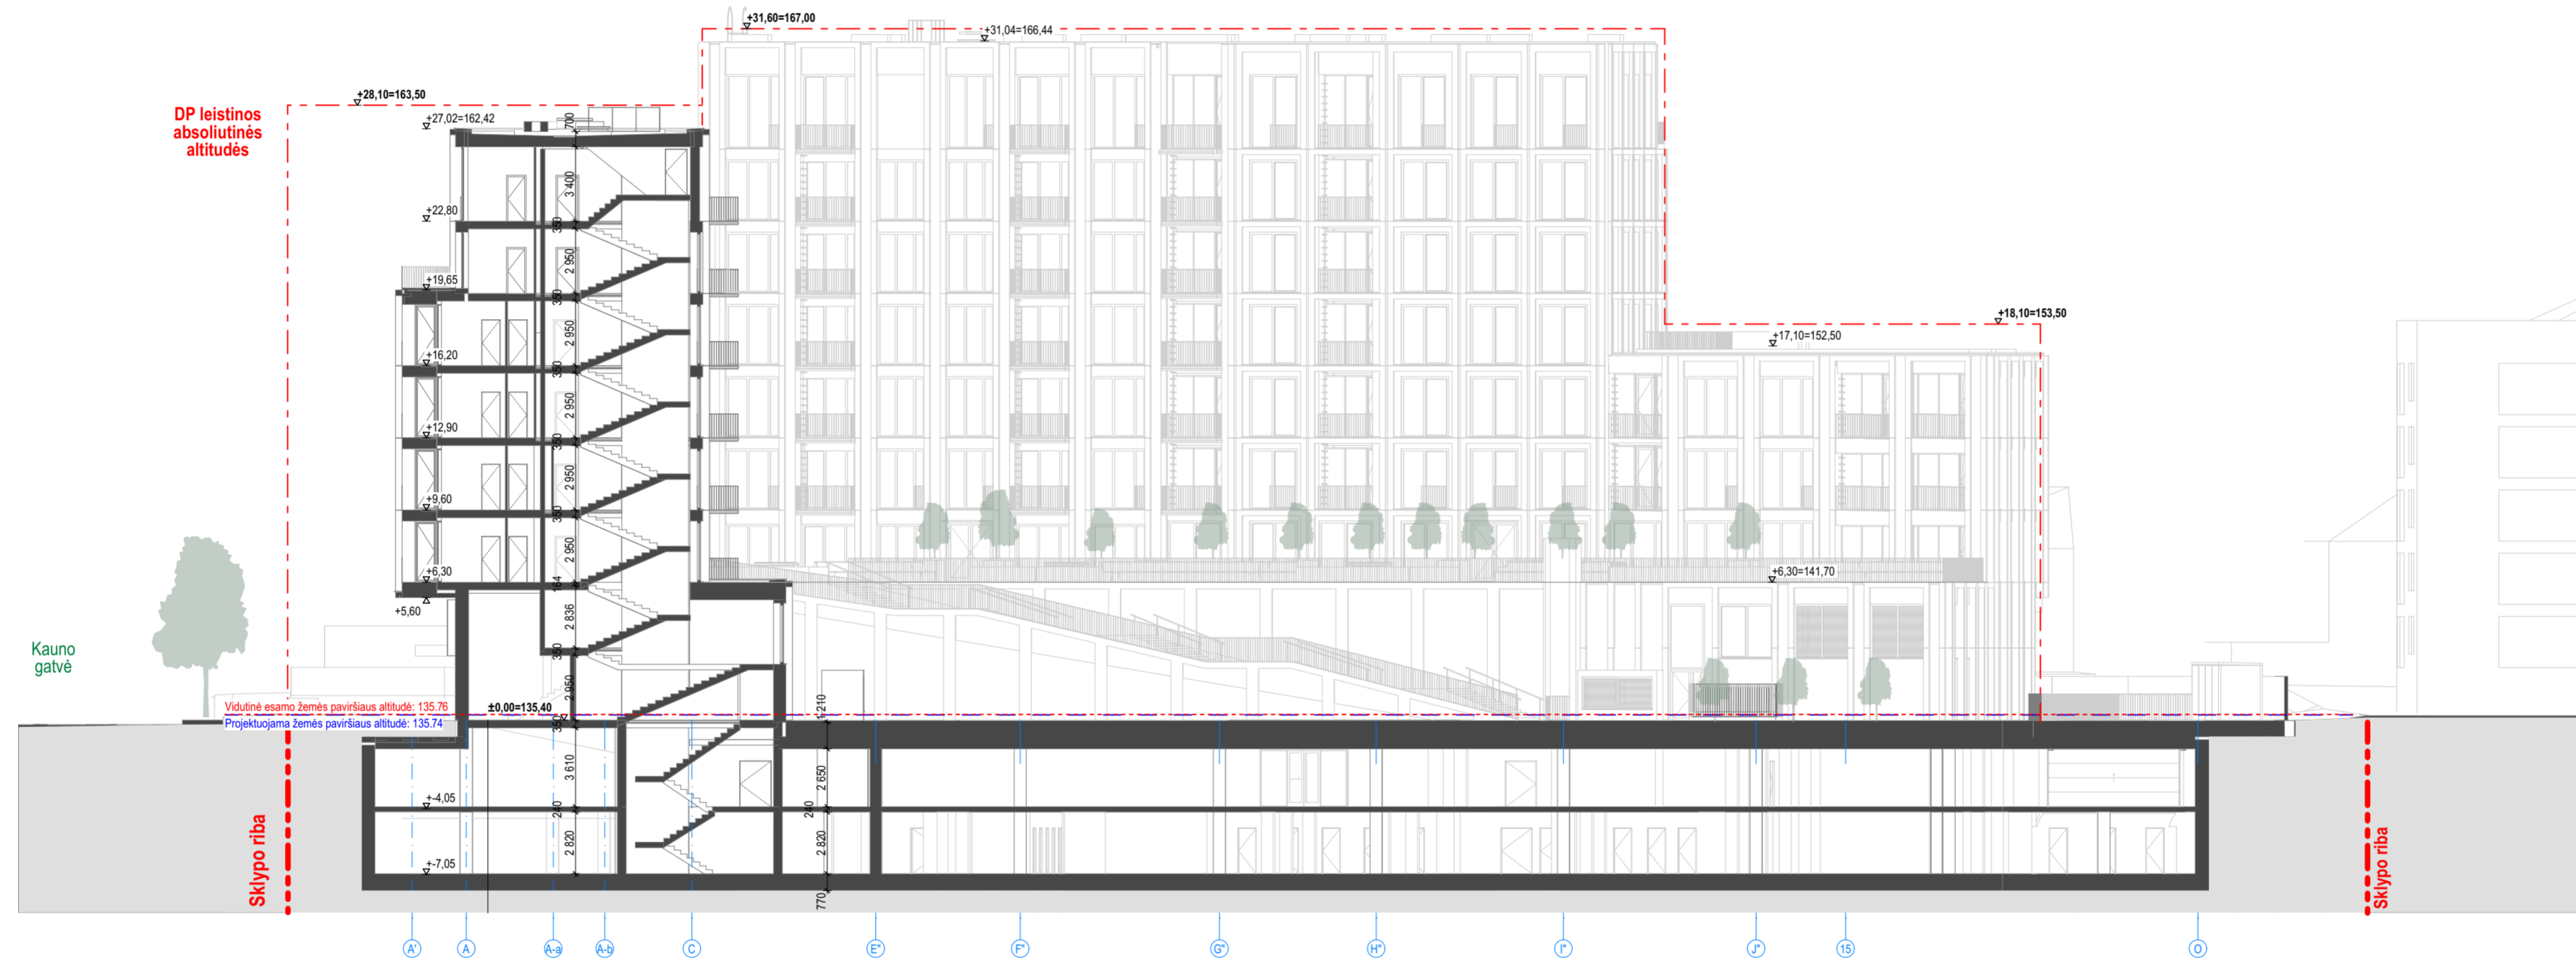 +31,60=167,00
+31,04=166,44
+28,10=163,50
DP leistinos
absoliutinės
altitudės
+27,02=162,42
700
3 400
+22,80
350
2 950
+19,65
350
2 950
+18,10=153,50
+17,10=152,50
+16,20
350
2 950
+12,90
350
2 950
+9,60
350
2 950
+6,30
164
+6,30=141,70
+5,60
2 836
Kauno
gatvė
350
2 950
Vidutinė esamo žemės paviršiaus altitudė: 135.76
±0,00=135,40
1 210
Projektuojama žemės paviršiaus altitudė: 135.74
350
3 610
2 650
+-4,05
240
240
2 820
2 820
+-7,05
770
Sklypo riba
Sklypo riba
A'
A
A-a
A-b
C
E"
F"
G"
H"
I"
J"
15
O